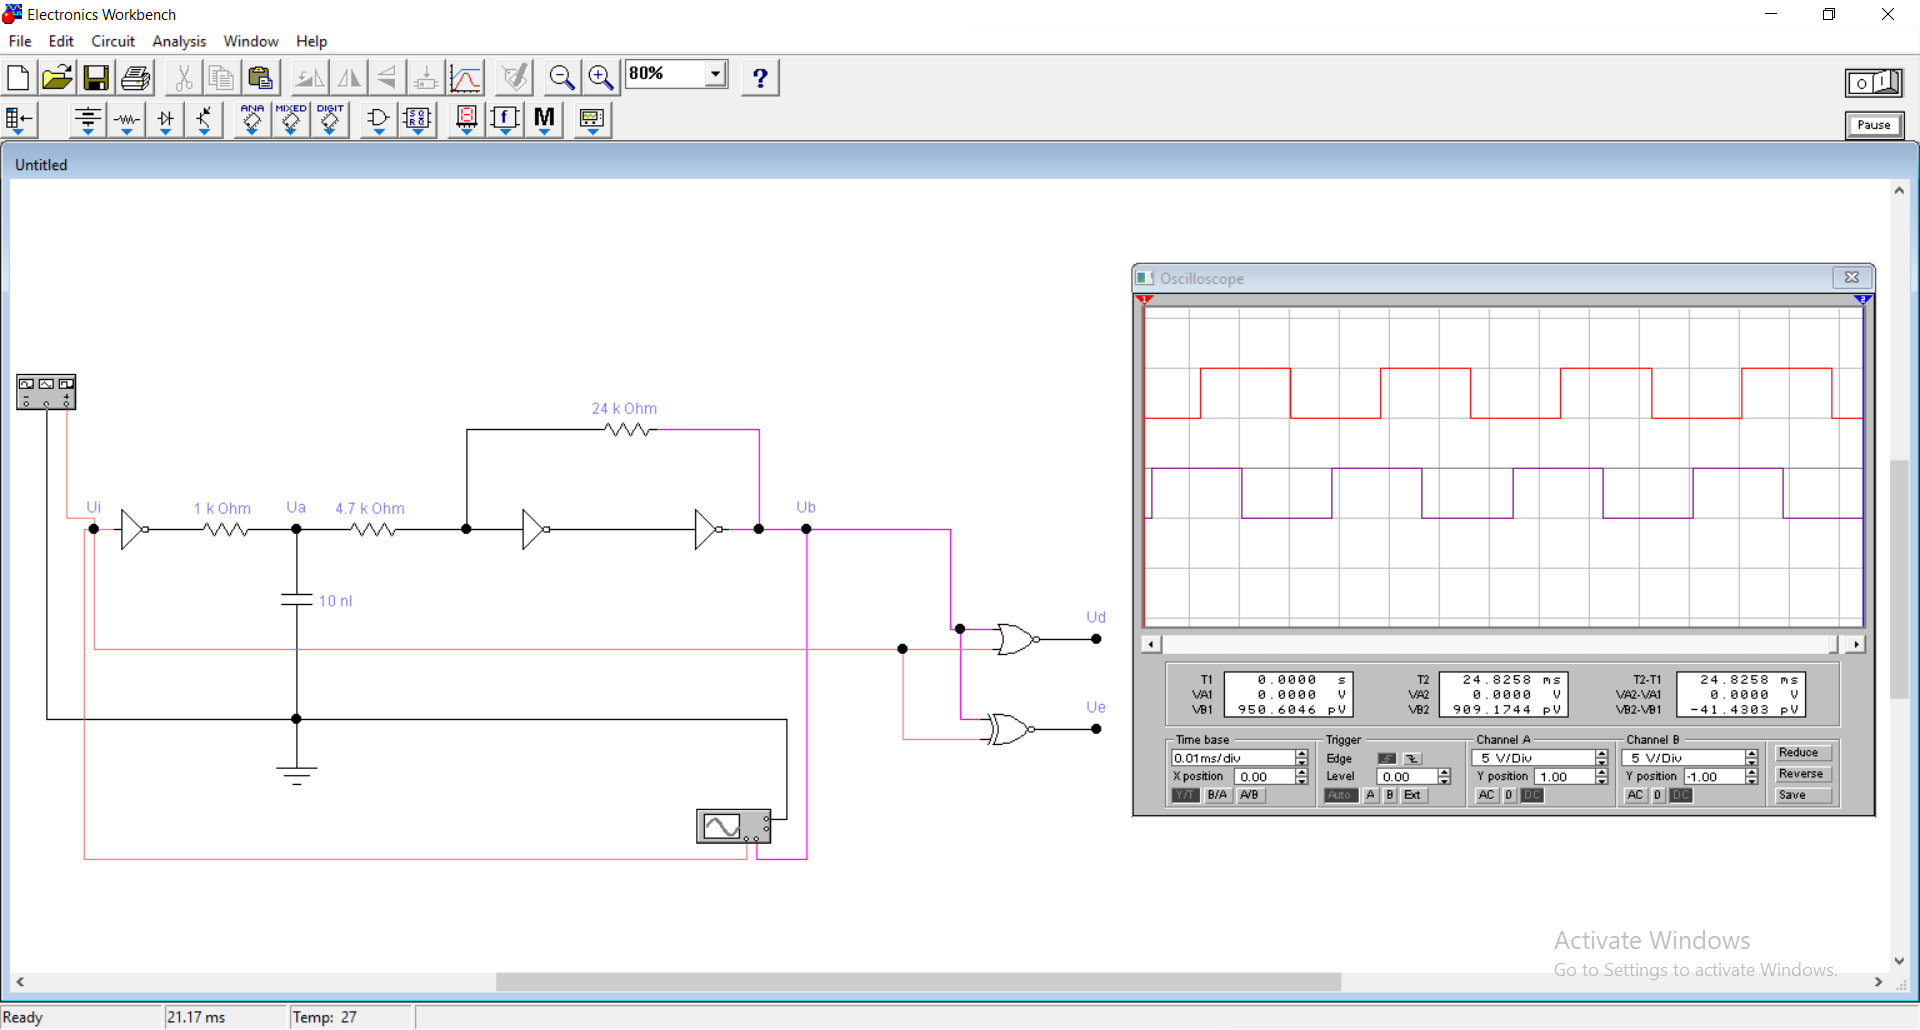 Electronics Workbench
File Edit Circuit Analysis Window Help
80%
?
ANA MIXED DIGIT
f M
Pause
Untitled
Oscilloscope
1 2
24 k Ohm
Ui 1 k Ohm Ua 4.7 k Ohm Ub
10 nl
Ud
Ue
T1 0.0000 s T2 24.8258 ms T2-T1 24.8258 ms
VA1 0.0000 V VA2 0.0000 V VA2-VA1 0.0000 V
VB1 950.6046 pV VB2 909.1744 pV VB2-VB1 -41.4303 pV
Time base Trigger Channel A Channel B
0.01ms/div Edge 5 V/Div 5 V/Div Reduce
X position 0.00 Level 0.00 Y position 1.00 Y position -1.00 Reverse
Y/T B/A A/B Auto A B Ext AC 0 DC AC 0 DC Save
Activate Windows
Go to Settings to activate Windows.
Ready 21.17 ms Temp: 27